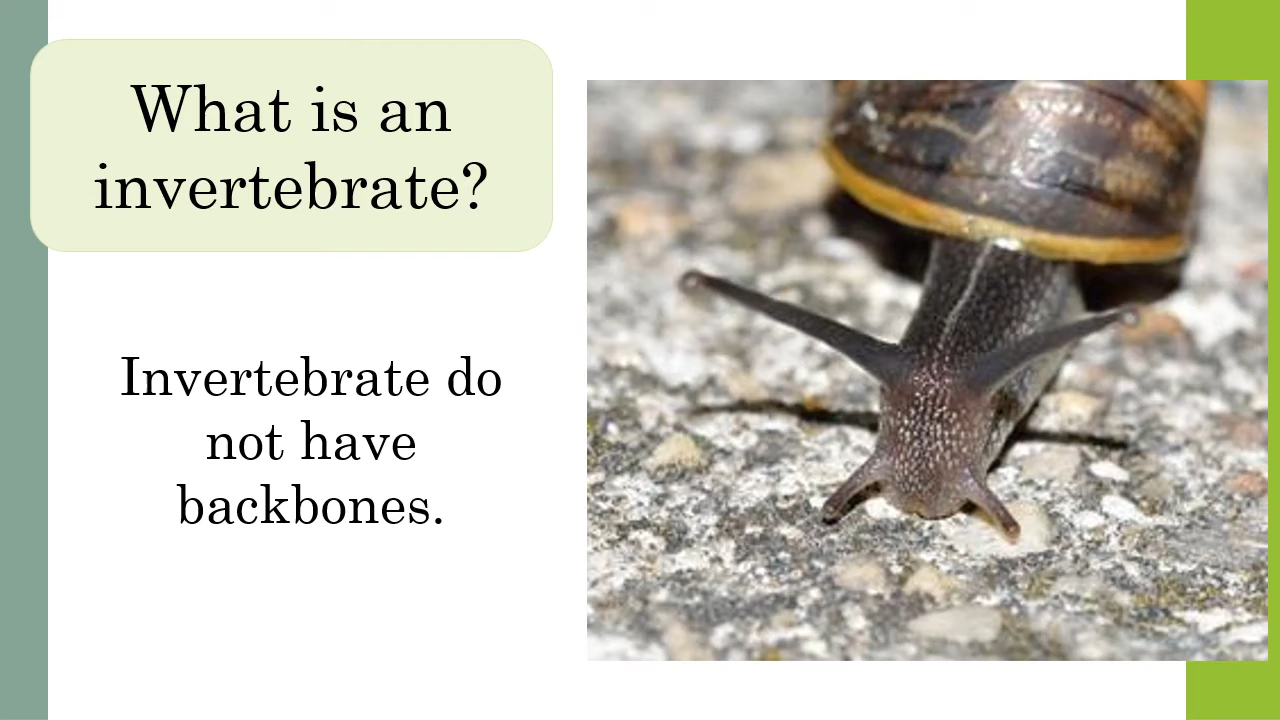 What is an
invertebrate?
Invertebrate do
not have
backbones.